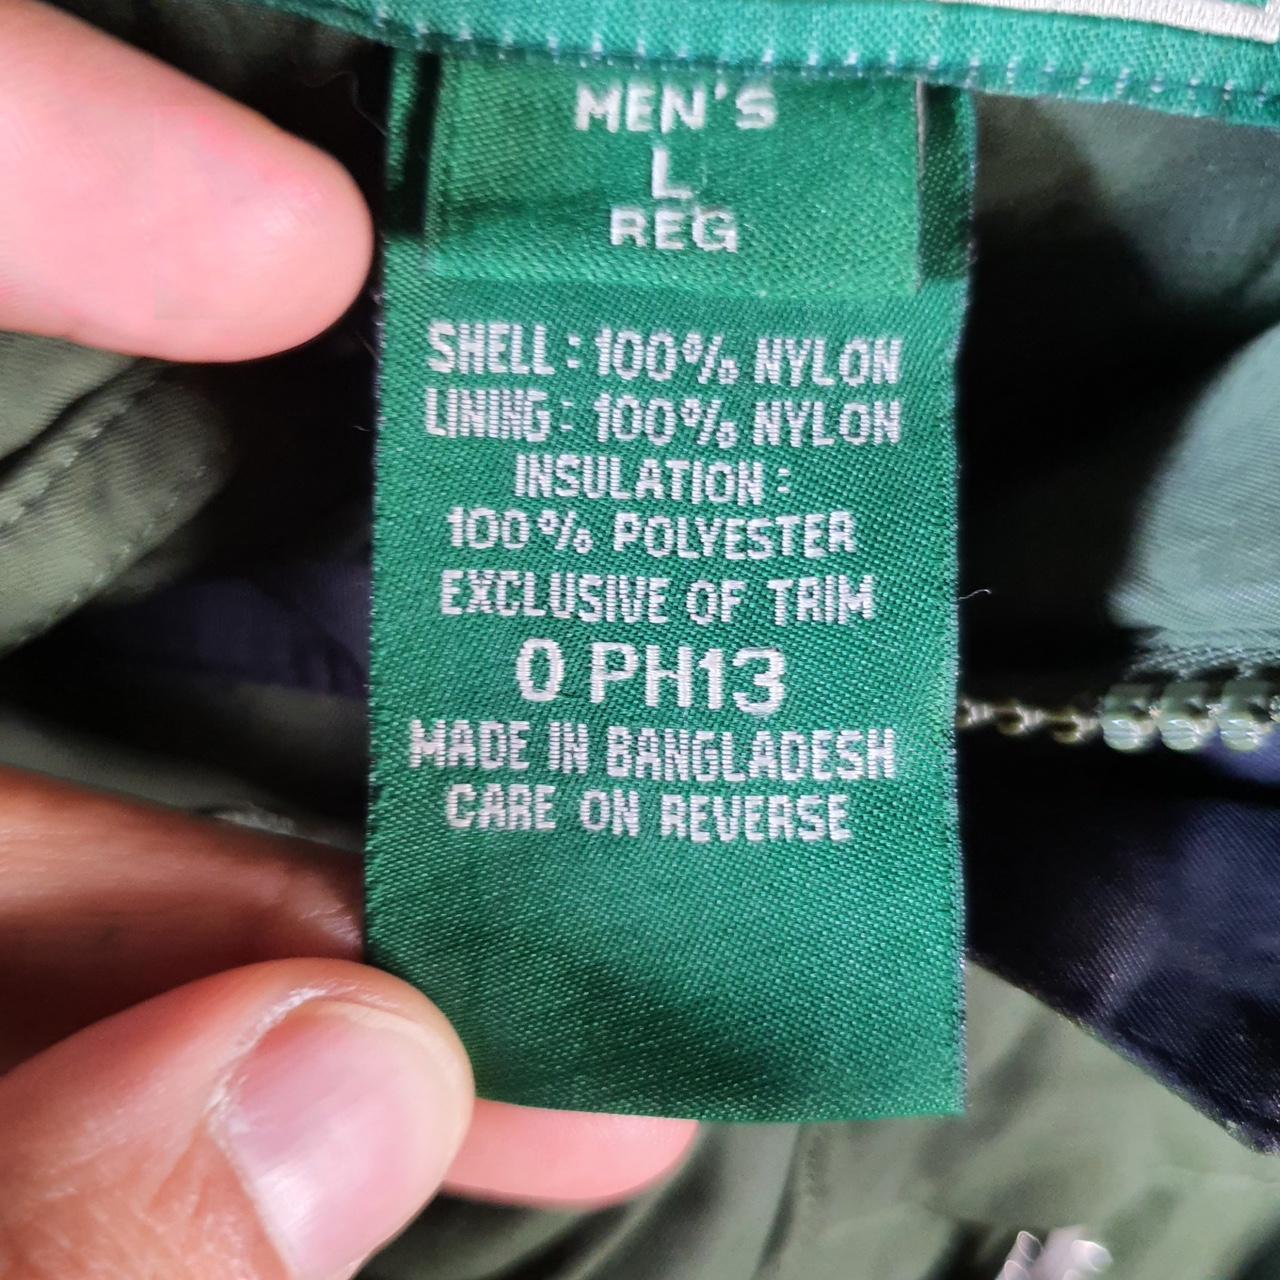 MEN'S
L
REG
SHELL : 100% NYLON
LINING : 100% NYLON
INSULATION :
100% POLYESTER
EXCLUSIVE OF TRIM
0 PH13
MADE IN BANGLADESH
CARE ON REVERSE